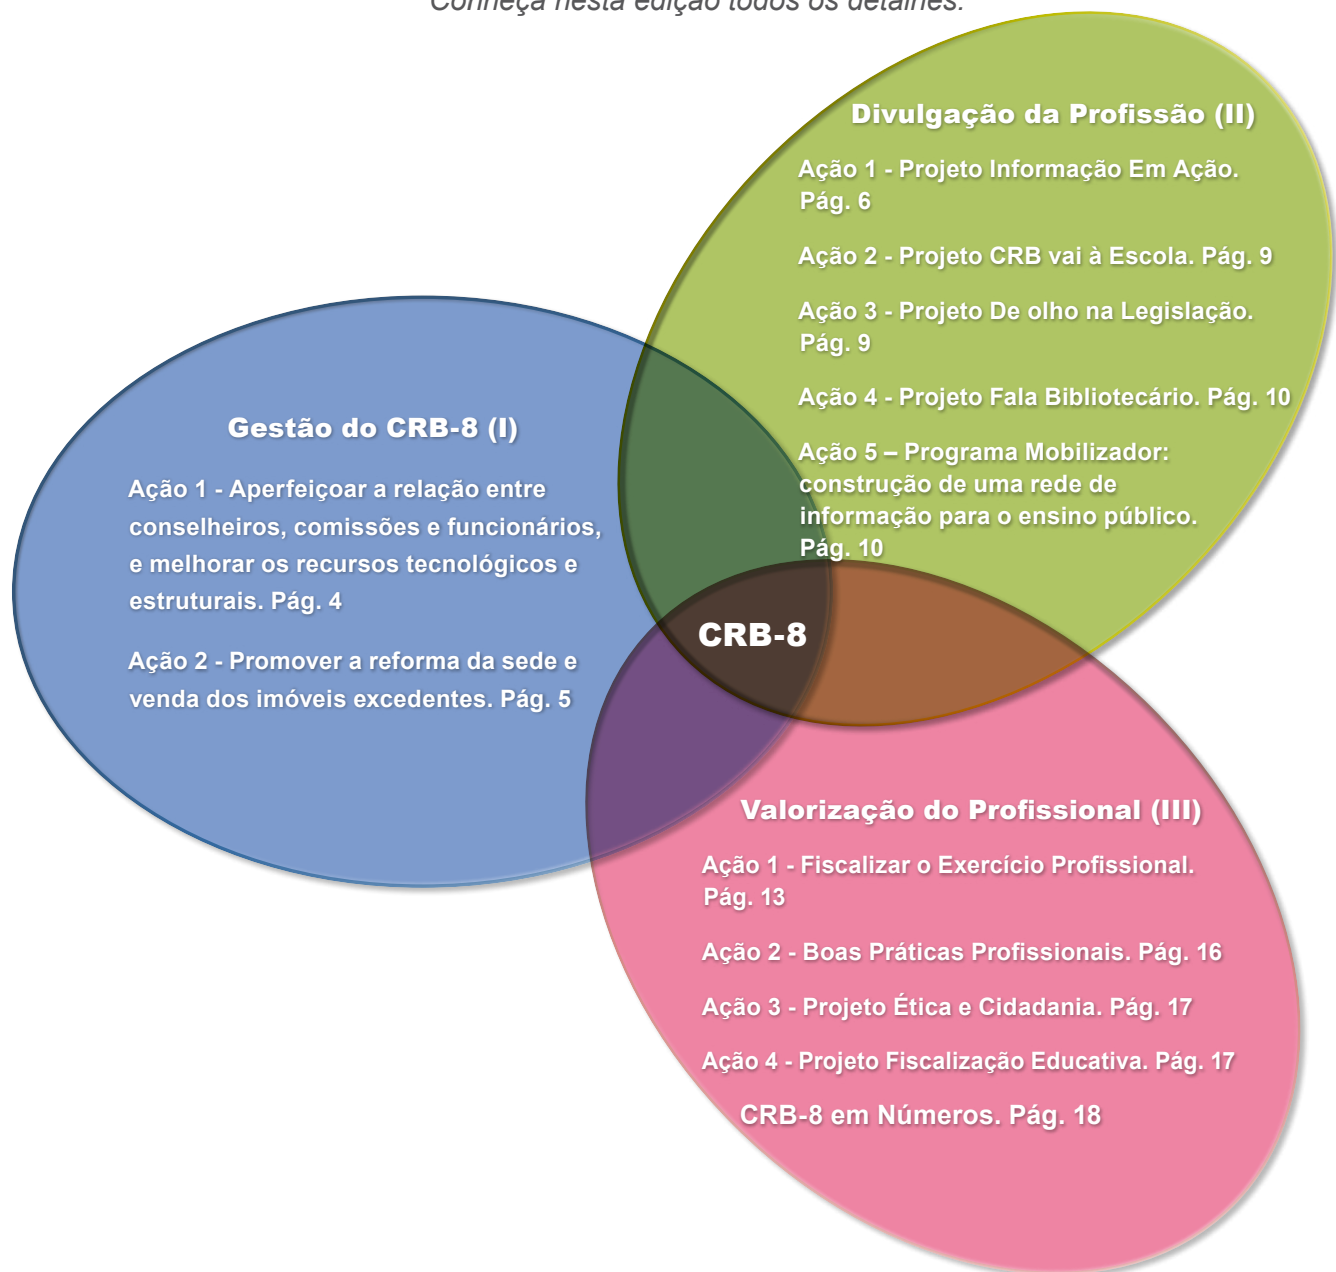 Conheça nesta edição todos os detalhes.
Divulgação da Profissão (II)
Ação 1 - Projeto Informação Em Ação.
Pág. 6
Ação 2 - Projeto CRB vai à Escola. Pág. 9
Ação 3 - Projeto De olho na Legislação.
Pág. 9
Ação 4 - Projeto Fala Bibliotecário. Pág. 10
Ação 5 – Programa Mobilizador:
construção de uma rede de
informação para o ensino público.
Pág. 10
Gestão do CRB-8 (I)
Ação 1 - Aperfeiçoar a relação entre
conselheiros, comissões e funcionários,
e melhorar os recursos tecnológicos e
estruturais. Pág. 4
Ação 2 - Promover a reforma da sede e
venda dos imóveis excedentes. Pág. 5
CRB-8
Valorização do Profissional (III)
Ação 1 - Fiscalizar o Exercício Profissional.
Pág. 13
Ação 2 - Boas Práticas Profissionais. Pág. 16
Ação 3 - Projeto Ética e Cidadania. Pág. 17
Ação 4 - Projeto Fiscalização Educativa. Pág. 17
CRB-8 em Números. Pág. 18